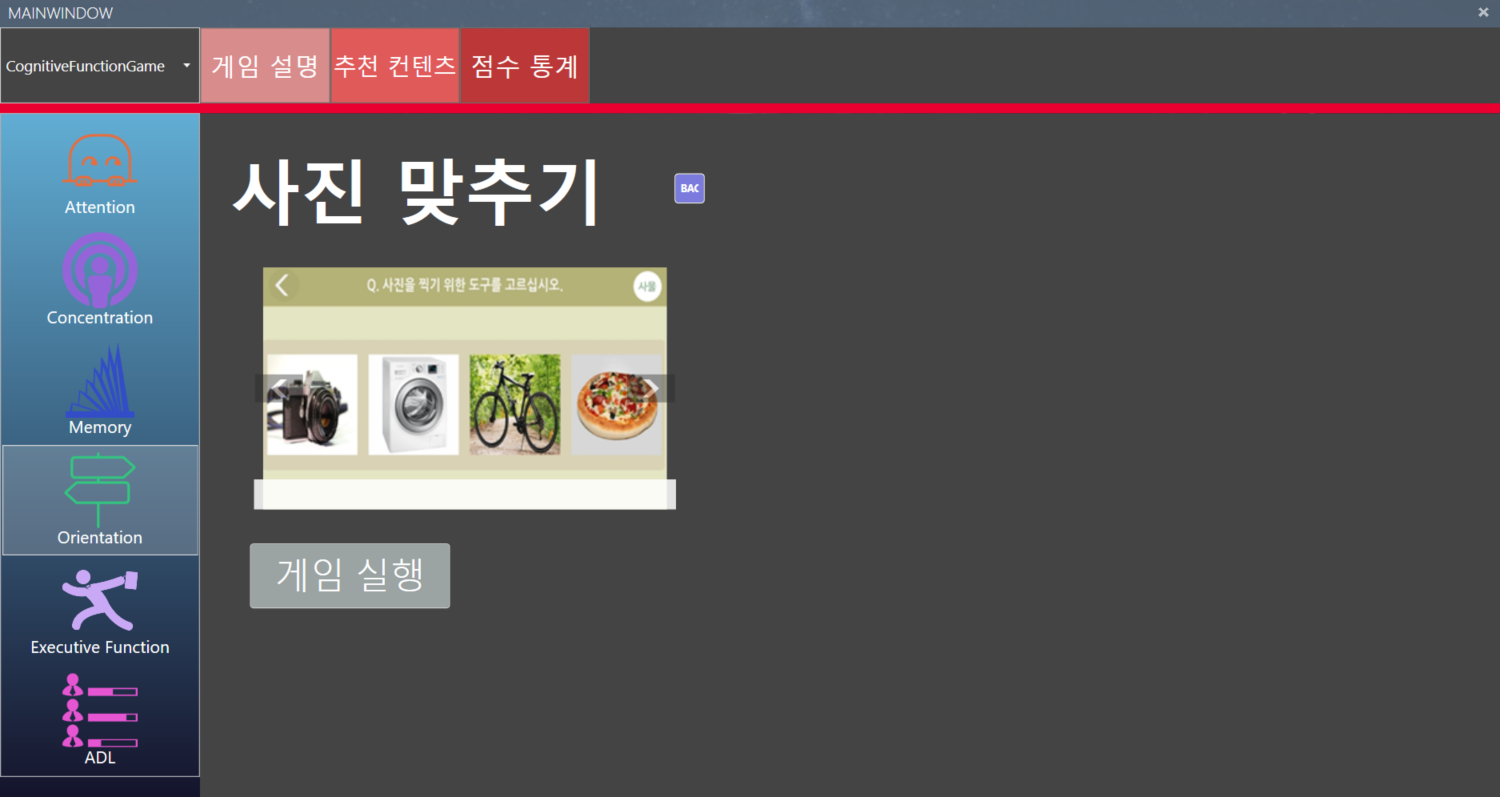 MAINWINDOW
CognitiveFunctionGame
게임 설명
추천 컨텐츠
점수 통계
Attention
Concentration
Memory
Orientation
Executive Function
ADL
사진 맞추기
BAC
Q. 사진을 찍기 위한 도구를 고르십시오.
사물
게임 실행